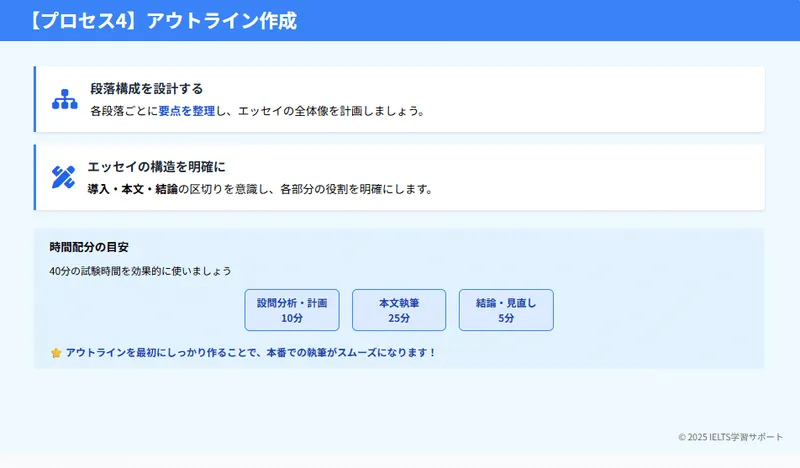 【プロセス4】アウトライン作成
段落構成を設計する
各段落ごとに要点を整理し、エッセイの全体像を計画しましょう。
エッセイの構造を明確に
導入・本文・結論の区切りを意識し、各部分の役割を明確にします。
時間配分の目安
40分の試験時間を効果的に使いましょう
設問分析・計画
10分
本文執筆
25分
結論・見直し
5分
アウトラインを最初にしっかり作ることで、本番での執筆がスムーズになります！
© 2025 IELTS学習サポート